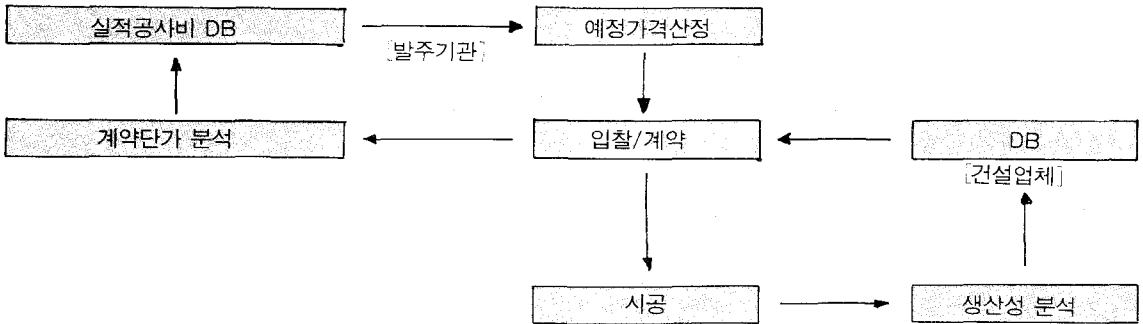 실적공사비 DB
예정가격산정
[발주기관]
계약단가 분석
입찰/계약
DB
[건설업체]
시공
생산성 분석